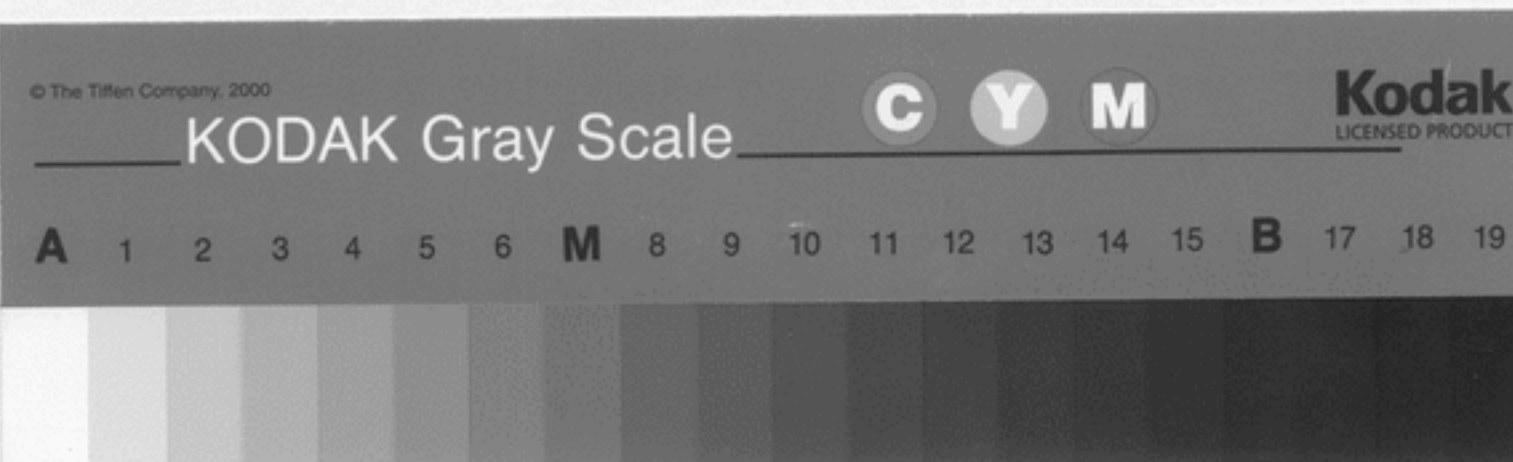 © The Tiffen Company, 2000
KODAK Gray Scale
C Y M
Kodak
LICENSED PRODUCT
A 1 2 3 4 5 6 M 8 9 10 11 12 13 14 15 B 17 18 19